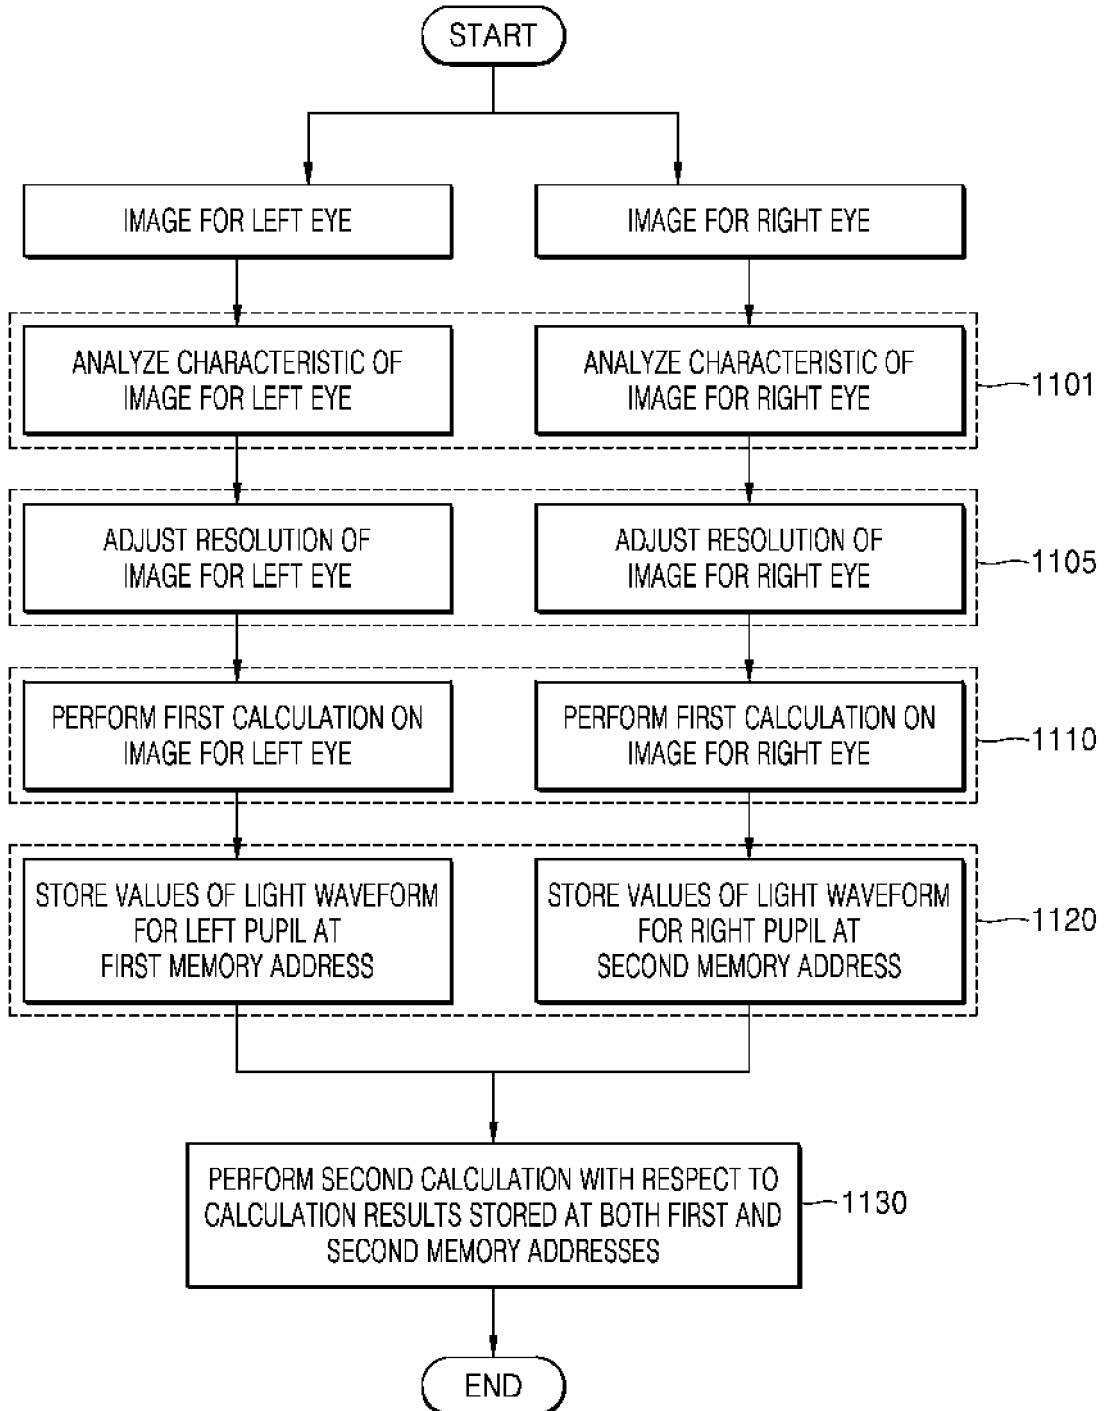 START
IMAGE FOR LEFT EYE
IMAGE FOR RIGHT EYE
ANALYZE CHARACTERISTIC OF
IMAGE FOR LEFT EYE
ANALYZE CHARACTERISTIC OF
IMAGE FOR RIGHT EYE
1101
ADJUST RESOLUTION OF
IMAGE FOR LEFT EYE
ADJUST RESOLUTION OF
IMAGE FOR RIGHT EYE
1105
PERFORM FIRST CALCULATION ON
IMAGE FOR LEFT EYE
PERFORM FIRST CALCULATION ON
IMAGE FOR RIGHT EYE
1110
STORE VALUES OF LIGHT WAVEFORM
FOR LEFT PUPIL AT
FIRST MEMORY ADDRESS
STORE VALUES OF LIGHT WAVEFORM
FOR RIGHT PUPIL AT
SECOND MEMORY ADDRESS
1120
PERFORM SECOND CALCULATION WITH RESPECT TO
CALCULATION RESULTS STORED AT BOTH FIRST AND
SECOND MEMORY ADDRESSES
1130
END